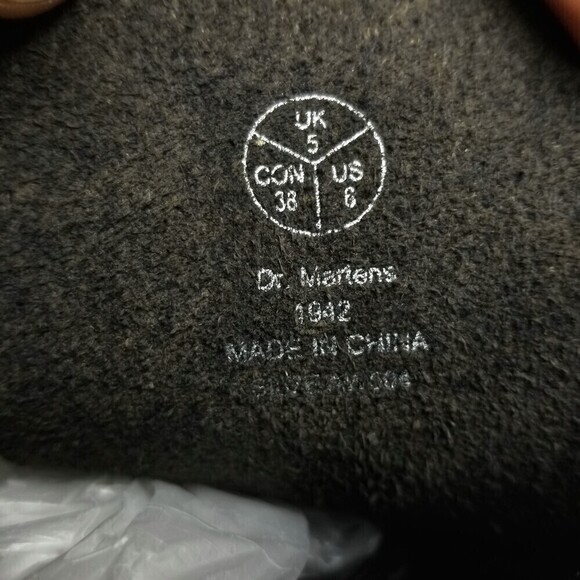 UK
5
CON
38
US
6
Dr. Martens
1942
MADE IN CHINA